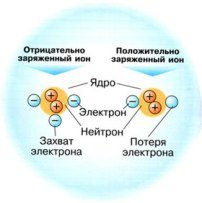 Отрицательно
заряженный ион
Положительно
заряженный ион
Ядро
Электрон
Нейтрон
Захват
электрона
Потеря
электрона